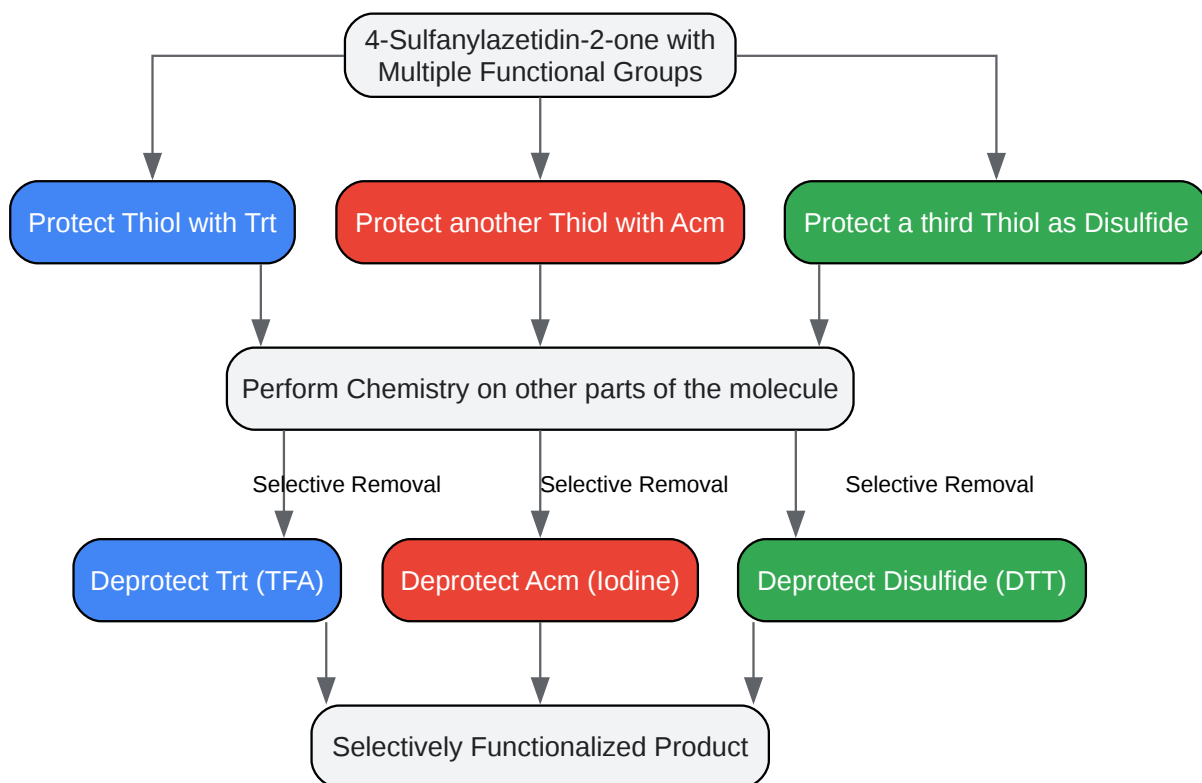 4-Sulfanylazetidin-2-one with
Multiple Functional Groups
Protect Thiol with Trt
Protect another Thiol with Acm
Protect a third Thiol as Disulfide
Perform Chemistry on other parts of the molecule
Selective Removal
Selective Removal
Selective Removal
Deprotect Trt (TFA)
Deprotect Acm (Iodine)
Deprotect Disulfide (DTT)
Selectively Functionalized Product